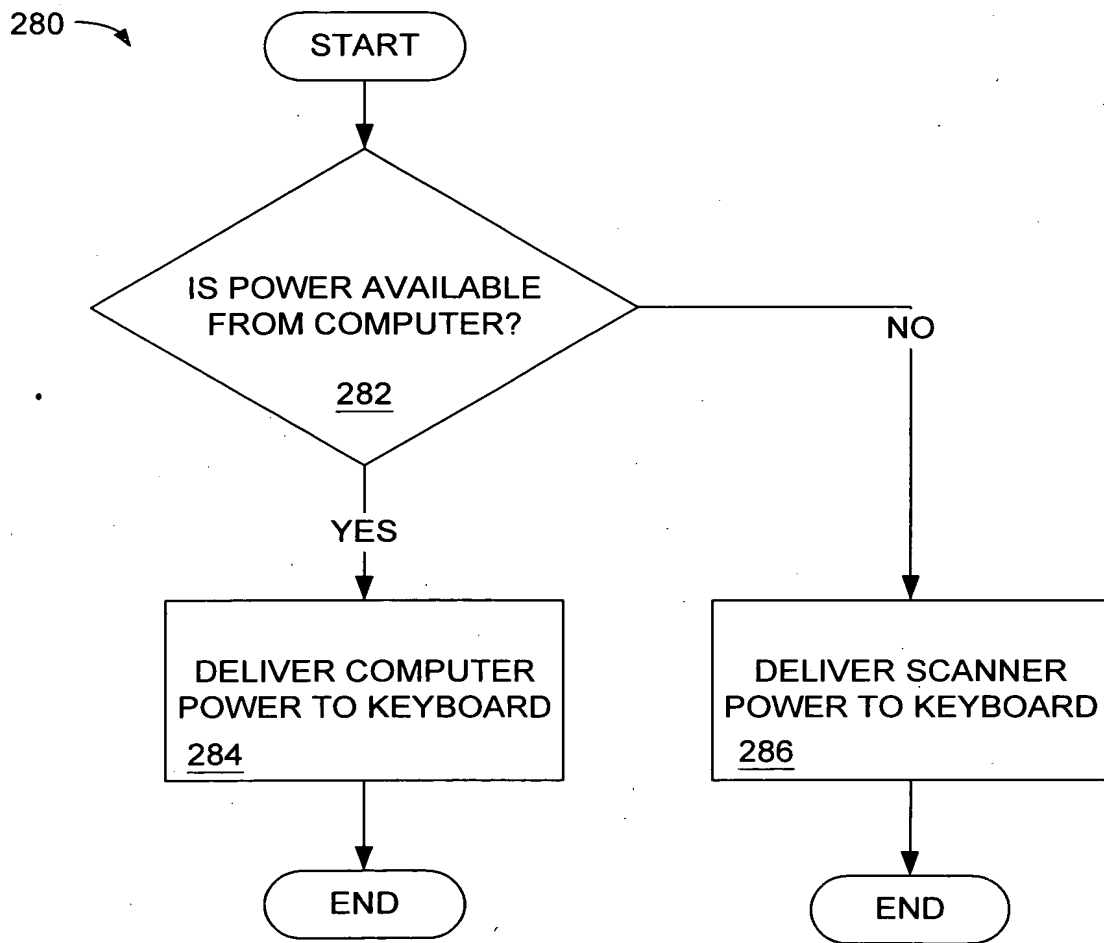 280
START
IS POWER AVAILABLE
FROM COMPUTER?
282
NO
YES
DELIVER COMPUTER
POWER TO KEYBOARD
284
DELIVER SCANNER
POWER TO KEYBOARD
286
END
END